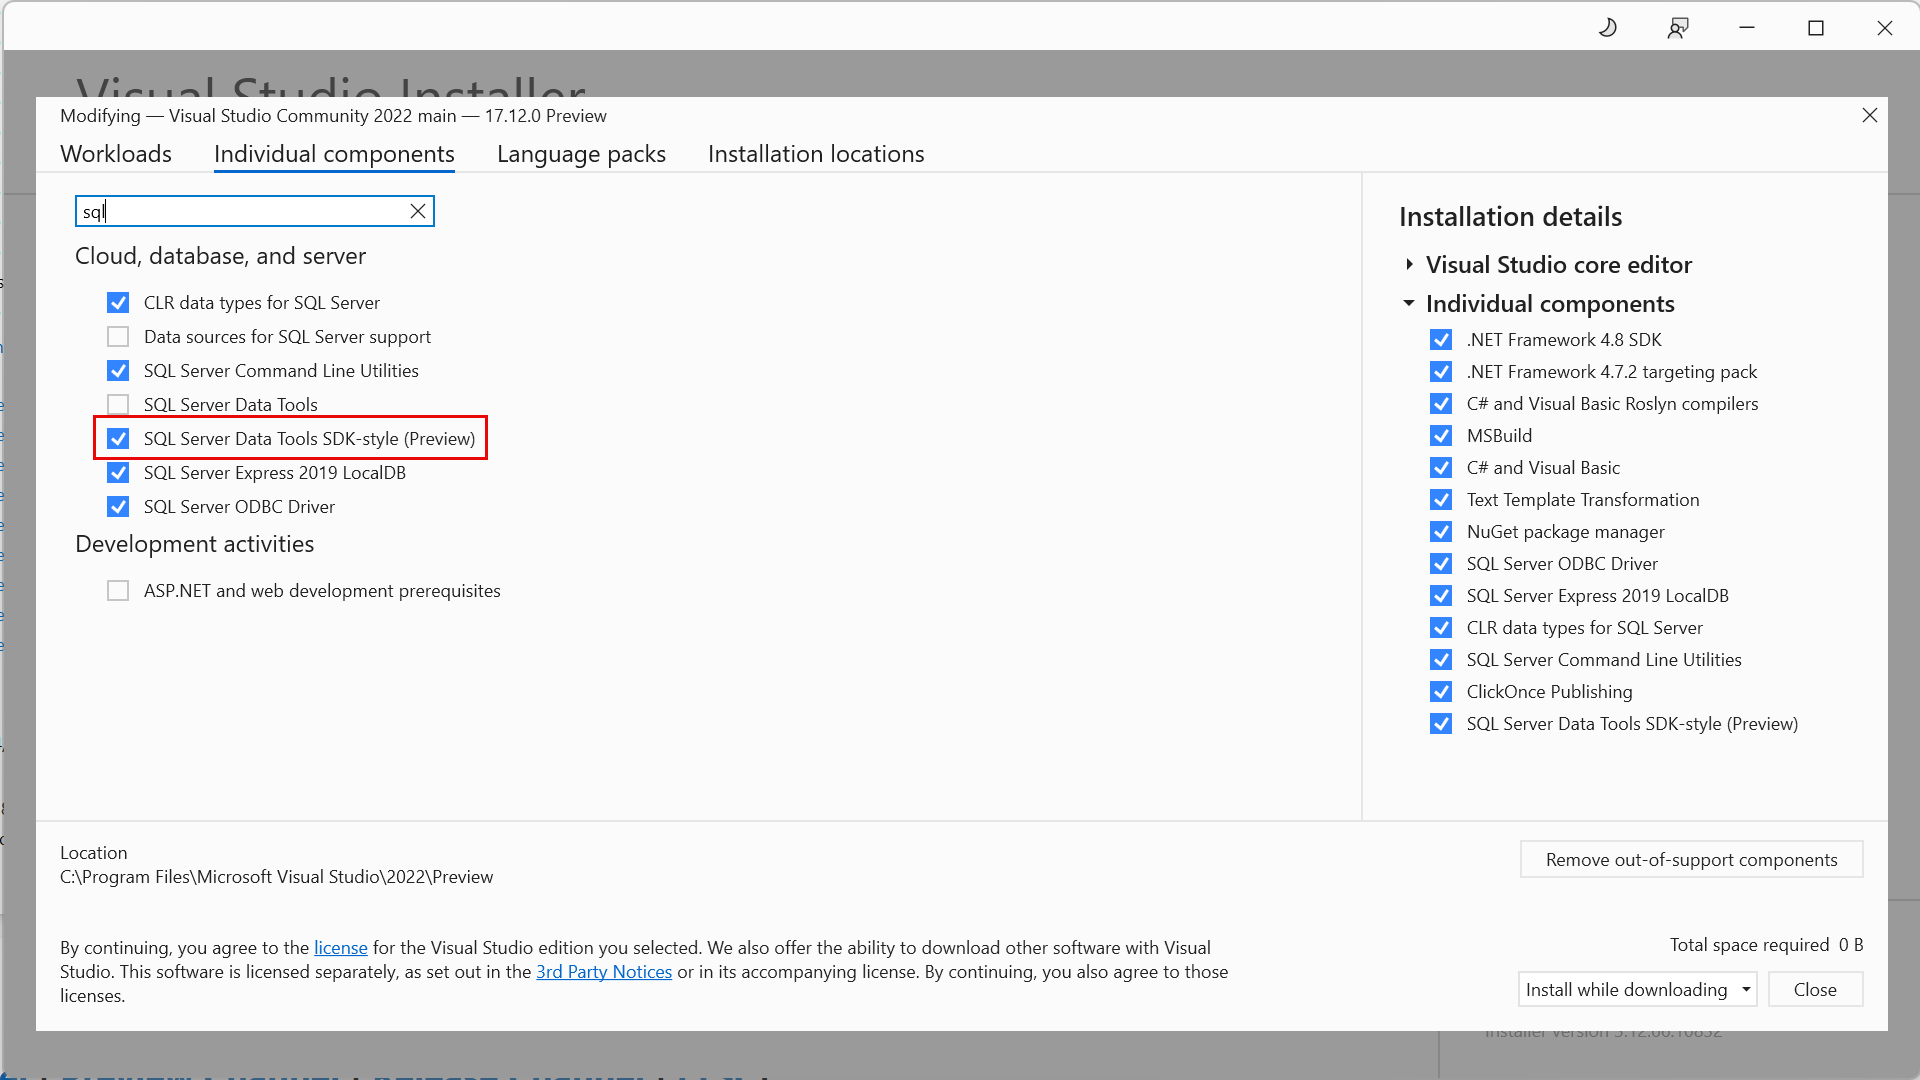 Visual Studio Installer
Modifying — Visual Studio Community 2022 main — 17.12.0 Preview
Workloads
Individual components
Language packs
Installation locations
sql
Cloud, database, and server
CLR data types for SQL Server
Data sources for SQL Server support
SQL Server Command Line Utilities
SQL Server Data Tools
SQL Server Data Tools SDK-style (Preview)
SQL Server Express 2019 LocalDB
SQL Server ODBC Driver
Development activities
ASP.NET and web development prerequisites
Installation details
Visual Studio core editor
Individual components
.NET Framework 4.8 SDK
.NET Framework 4.7.2 targeting pack
C# and Visual Basic Roslyn compilers
MSBuild
C# and Visual Basic
Text Template Transformation
NuGet package manager
SQL Server ODBC Driver
SQL Server Express 2019 LocalDB
CLR data types for SQL Server
SQL Server Command Line Utilities
ClickOnce Publishing
SQL Server Data Tools SDK-style (Preview)
Location
C:\Program Files\Microsoft Visual Studio\2022\Preview
Remove out-of-support components
By continuing, you agree to the license for the Visual Studio edition you selected. We also offer the ability to download other software with Visual
Studio. This software is licensed separately, as set out in the 3rd Party Notices or in its accompanying license. By continuing, you also agree to those
licenses.
Total space required 0 B
Install while downloading
Close